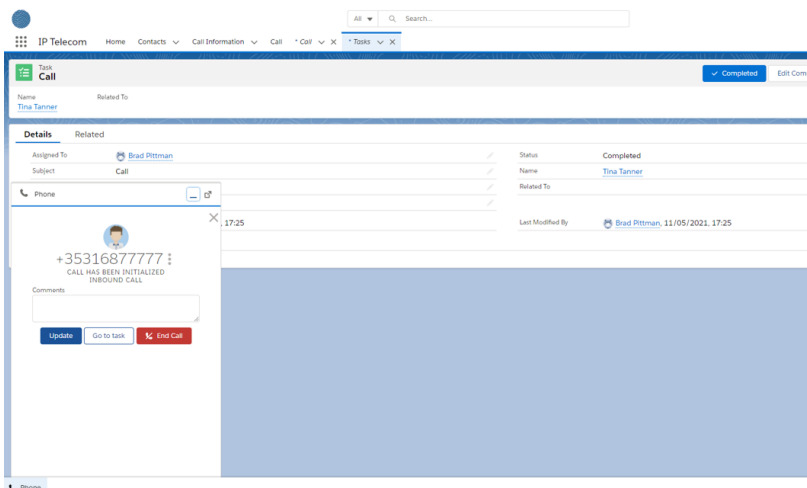 All Search...
IP Telecom Home Contacts Call Information Call * Call * Tasks
Task
Call
Completed Edit Com
Name Related To
Tina Tanner
Details Related
Assigned To Brad Pittman Status Completed
Subject Call Name Tina Tanner
Related To
Phone
, 17:25 Last Modified By Brad Pittman, 11/05/2021, 17:25
+35316877777
CALL HAS BEEN INITIALIZED
INBOUND CALL
Comments
Update Go to task End Call
Phone